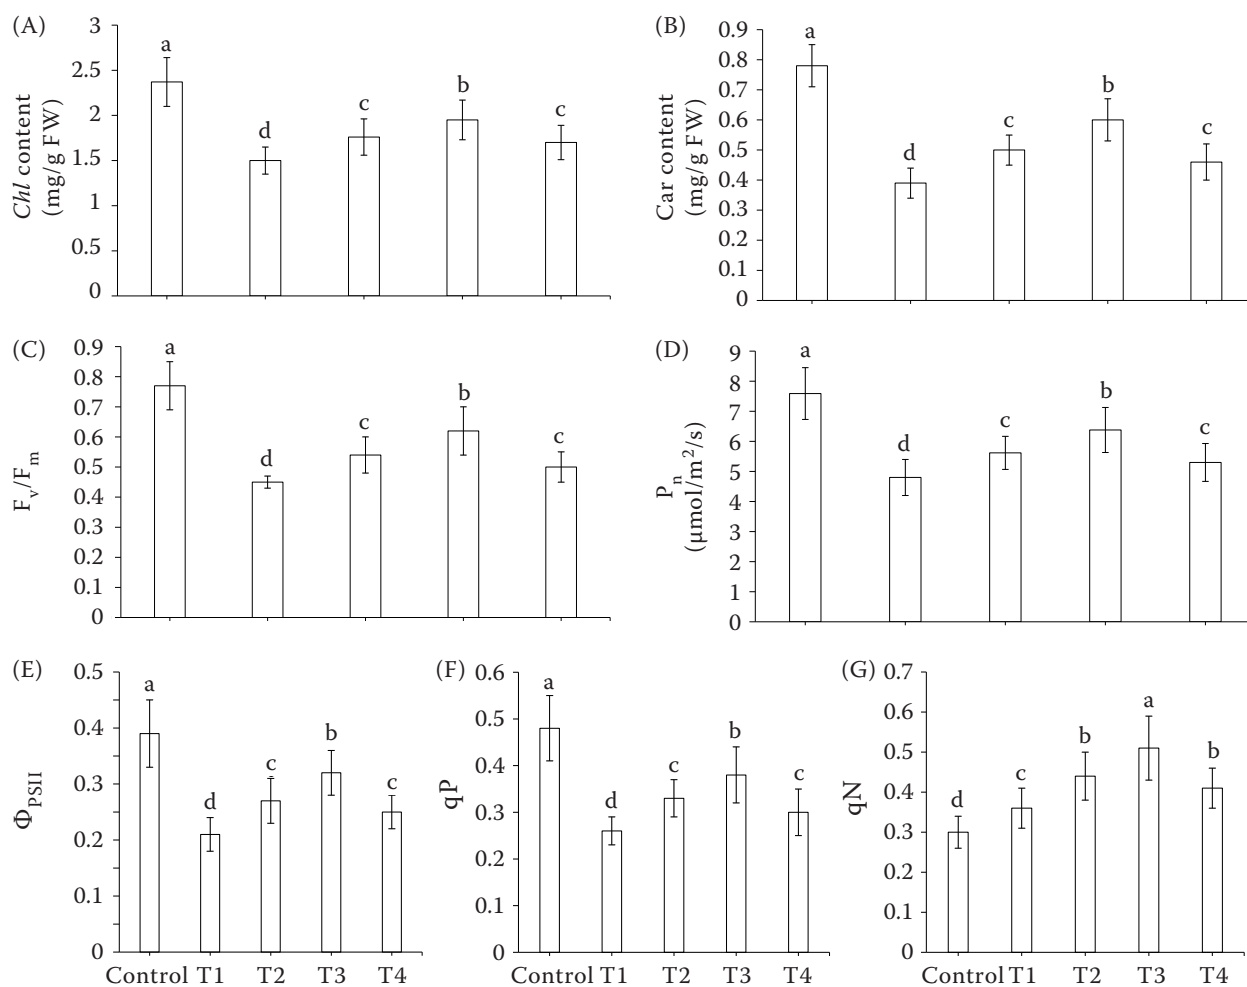 (A)
Chl content
(mg/g FW)
3
2.5
2
1.5
1
0.5
0
a
d
c
b
c
(B)
Car content
(mg/g FW)
0.9
0.8
0.7
0.6
0.5
0.4
0.3
0.2
0.1
0
a
d
c
b
c
(C)
Fv/Fm
0.9
0.8
0.7
0.6
0.5
0.4
0.3
0.2
0.1
0
a
d
c
b
c
(D)
Pn
(μmol/m²/s)
9
8
7
6
5
4
3
2
1
0
a
d
c
b
c
(E)
ΦPSII
0.5
0.4
0.3
0.2
0.1
0
a
d
c
b
c
Control T1 T2 T3 T4
(F)
qP
0.6
0.5
0.4
0.3
0.2
0.1
0
a
d
c
b
c
Control T1 T2 T3 T4
(G)
qN
0.7
0.6
0.5
0.4
0.3
0.2
0.1
0
d
c
b
a
b
Control T1 T2 T3 T4